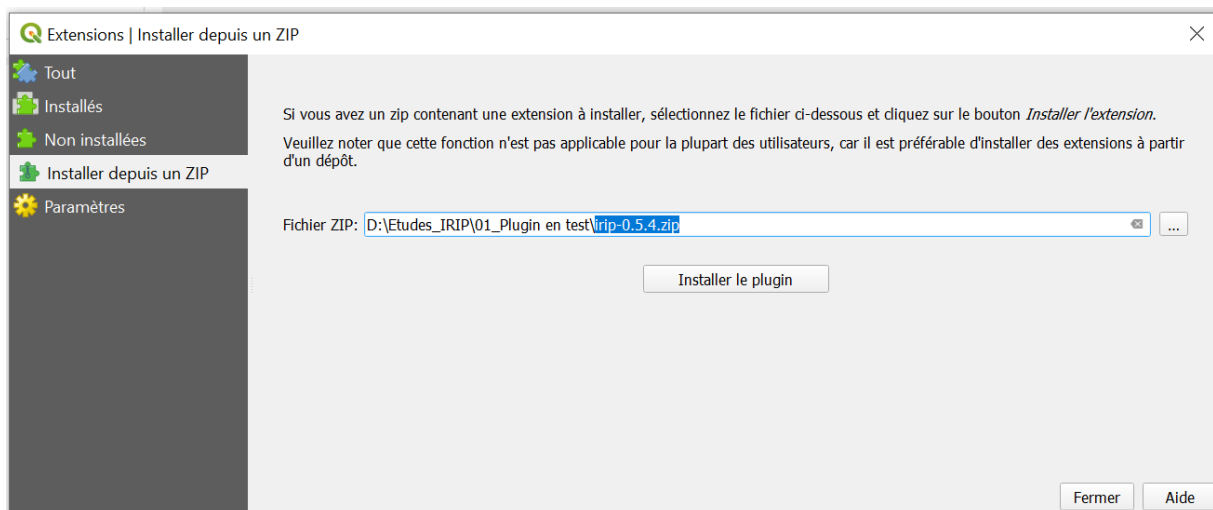 Extensions | Installer depuis un ZIP
Tout
Installés
Non installées
Installer depuis un ZIP
Paramètres
Si vous avez un zip contenant une extension à installer, sélectionnez le fichier ci-dessous et cliquez sur le bouton Installer l'extension.
Veuillez noter que cette fonction n'est pas applicable pour la plupart des utilisateurs, car il est préférable d'installer des extensions à partir
d'un dépôt.
Fichier ZIP: D:\Etudes_IRIP\01_Plugin en test\irip-0.5.4.zip ...
Installer le plugin
Fermer Aide